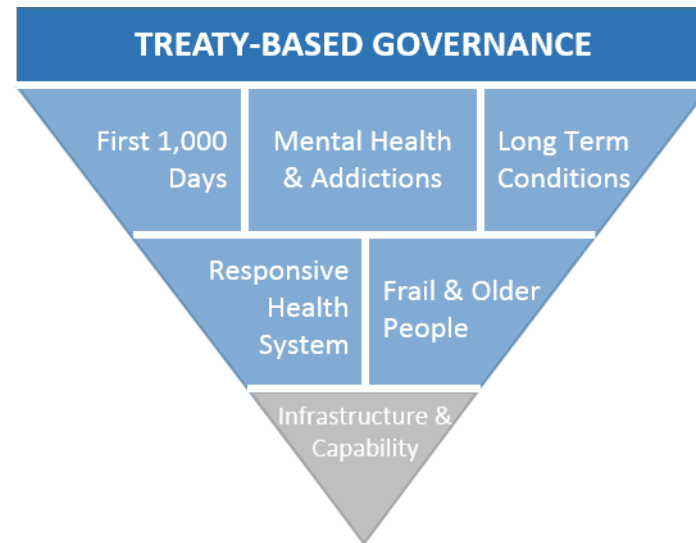 TREATY-BASED GOVERNANCE
First 1,000
Days
Mental Health
& Addictions
Long Term
Conditions
Responsive
Health
System
Frail & Older
People
Infrastructure &
Capability